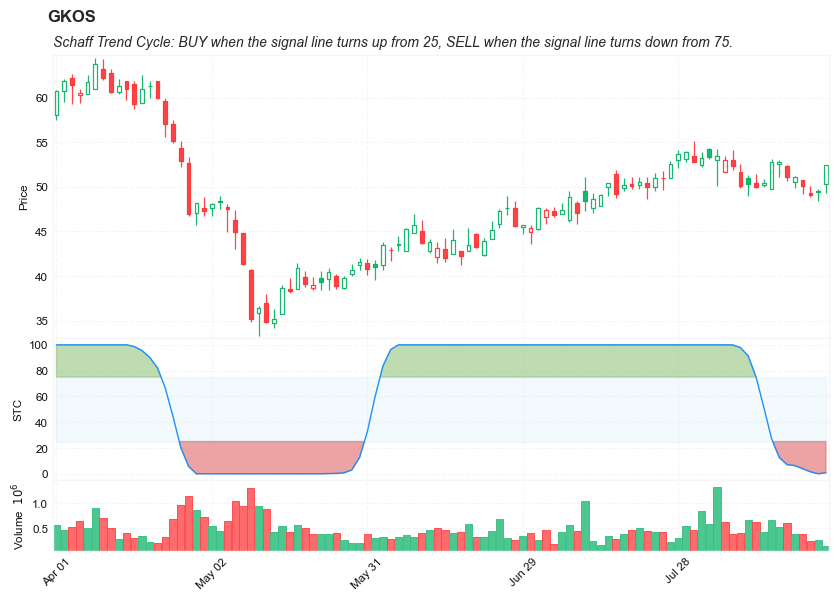 GKOS
Schaff Trend Cycle: BUY when the signal line turns up from 25, SELL when the signal line turns down from 75.
60
55
50
45
40
35
Price
100
80
60
40
20
0
STC
1.0
0.5
Volume 10^6
Apr 01
May 02
May 31
Jun 29
Jul 28